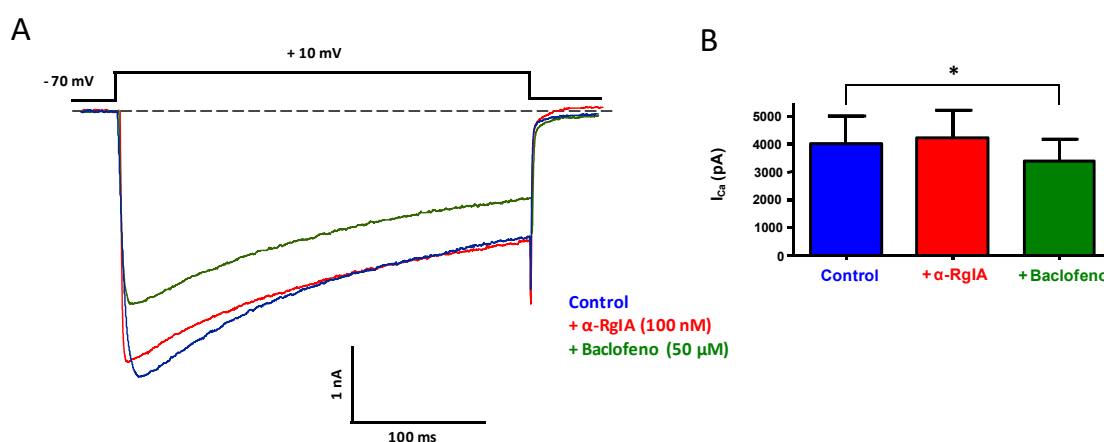 A
+ 10 mV
- 70 mV
Control
+ α-RgIA (100 nM)
+ Baclofeno (50 µM)
1 nA
100 ms
B
*
5000
4000
3000
2000
1000
0
I Ca (pA)
Control
+ α-RgIA
+ Baclofeno